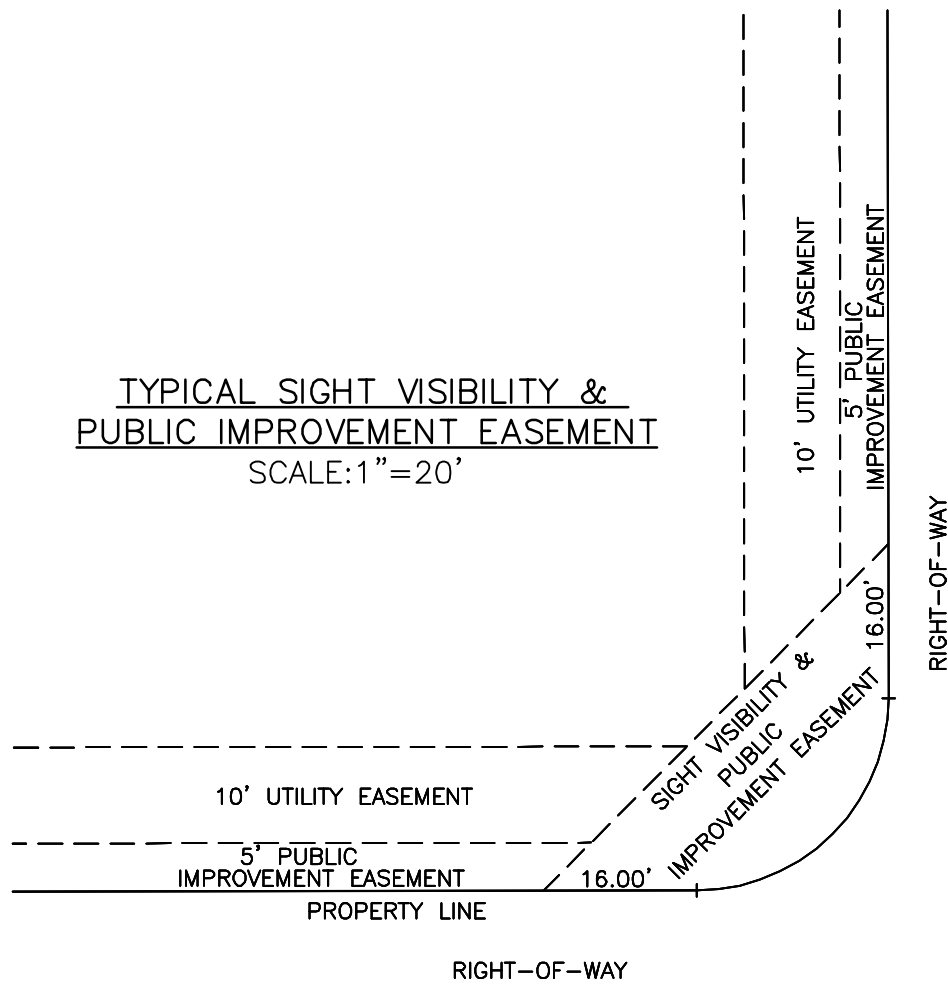 TYPICAL SIGHT VISIBILITY &
PUBLIC IMPROVEMENT EASEMENT
SCALE:1"=20'
10' UTILITY EASEMENT
5' PUBLIC
IMPROVEMENT EASEMENT
RIGHT-OF-WAY
16.00'
SIGHT VISIBILITY &
PUBLIC
IMPROVEMENT EASEMENT
10' UTILITY EASEMENT
5' PUBLIC
IMPROVEMENT EASEMENT
16.00'
PROPERTY LINE
RIGHT-OF-WAY